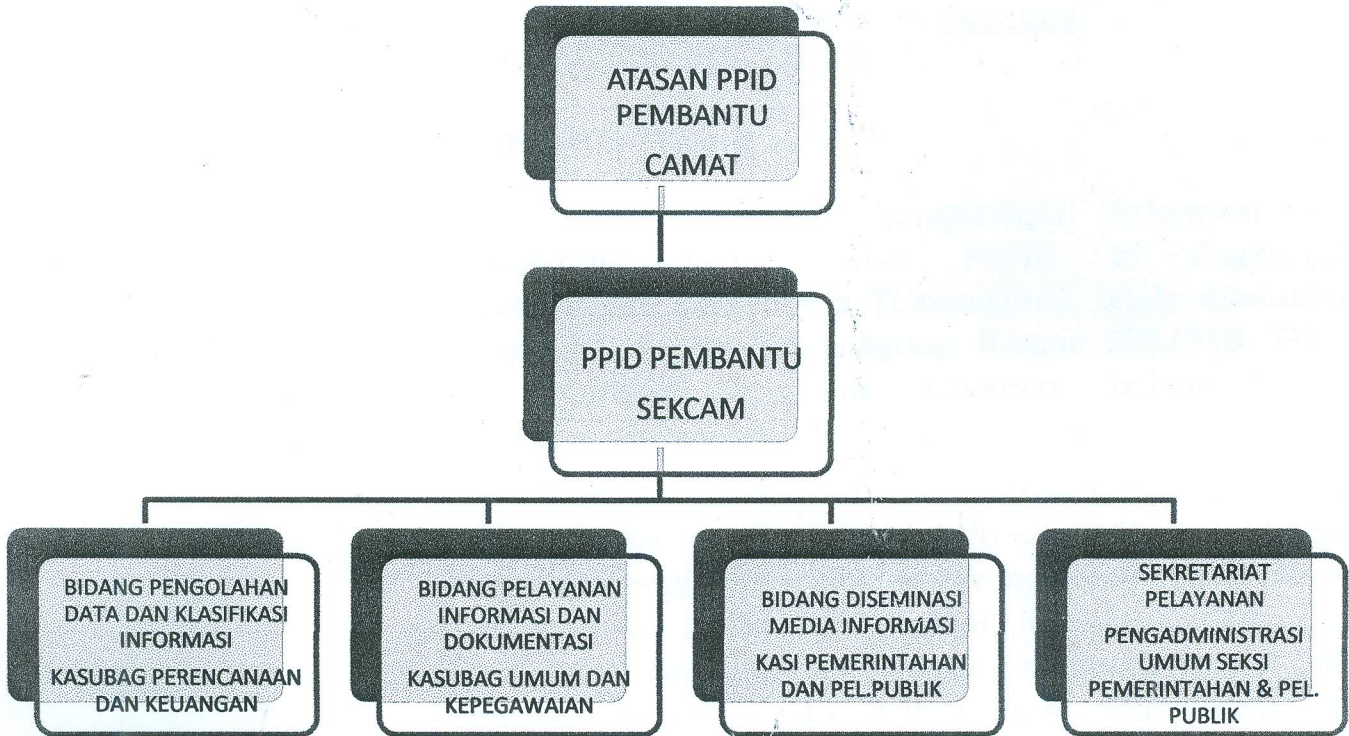 ATASAN PPID
PEMBANTU
CAMAT
PPID PEMBANTU
SEKCAM
BIDANG PENGOLAHAN
DATA DAN KLASIFIKASI
INFORMASI
KASUBAG PERENCANAAN
DAN KEUANGAN
BIDANG PELAYANAN
INFORMASI DAN
DOKUMENTASI
KASUBAG UMUM DAN
KEPEGAWAIAN
BIDANG DISEMINASI
MEDIA INFORMASI
KASI PEMERINTAHAN
DAN PEL.PUBLIK
SEKRETARIAT
PELAYANAN
PENGADMINISTRASI
UMUM SEKSI
PEMERINTAHAN & PEL.
PUBLIK